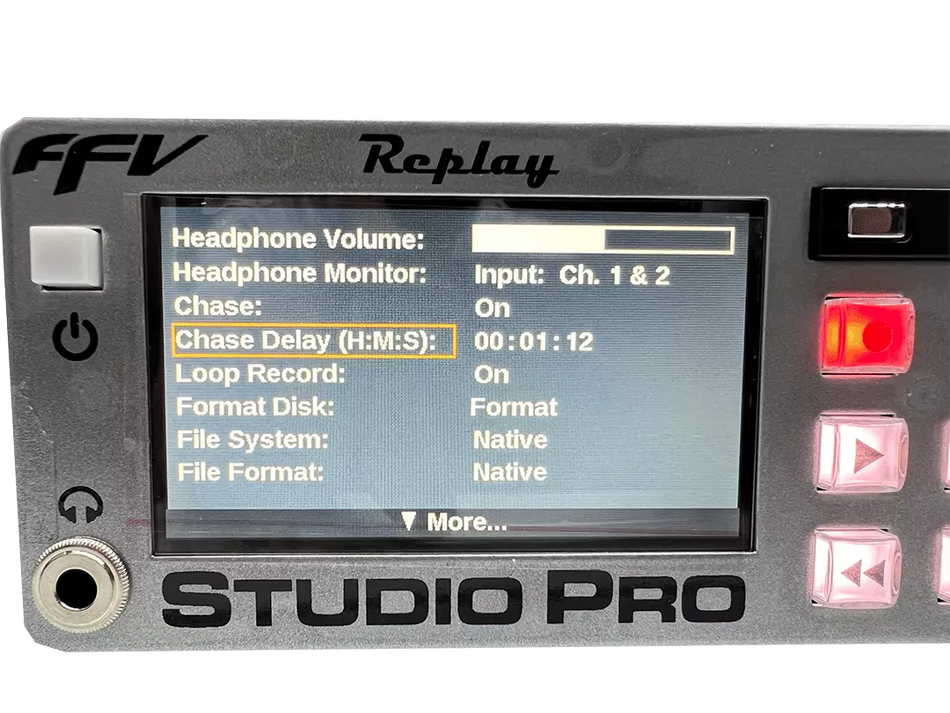 FFV
Replay
Headphone Volume:
Headphone Monitor: Input: Ch. 1 & 2
Chase: On
Chase Delay (H:M:S): 00:01:12
Loop Record: On
Format Disk: Format
File System: Native
File Format: Native
▼ More...
STUDIO PRO